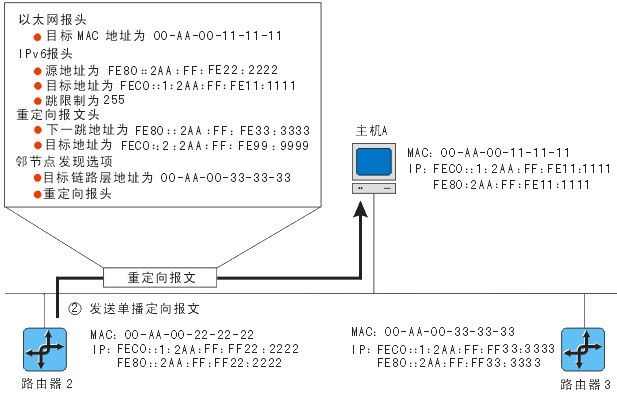 以太网报头
目标 MAC 地址为 00-AA-00-11-11-11
IPv6报头
源地址为 FE80::2AA:FF:FE22:2222
目标地址为 FEC0::1:2AA:FF:FE11:1111
跳限制为255
重定向报文头
下一跳地址为 FE80::2AA:FF:FE33:3333
目标地址为 FEC0::2:2AA:FF:FE99:9999
邻节点发现选项
目标链路层地址为 00-AA-00-33-33-33
重定向报头
主机A
MAC: 00-AA-00-11-11-11
IP: FEC0::1:2AA:FF:FE11:1111
FE80:2AA:FF:FE11:1111
重定向报文
② 发送单播定向报文
MAC: 00-AA-00-22-22-22
IP: FEC0::1:2AA:FF:FF22:2222
FE80::2AA:FF:FF22:2222
路由器2
MAC: 00-AA-00-33-33-33
IP: FEC0::1:2AA:FF:FF33:3333
FE80::2AA:FF:FF33:3333
路由器3